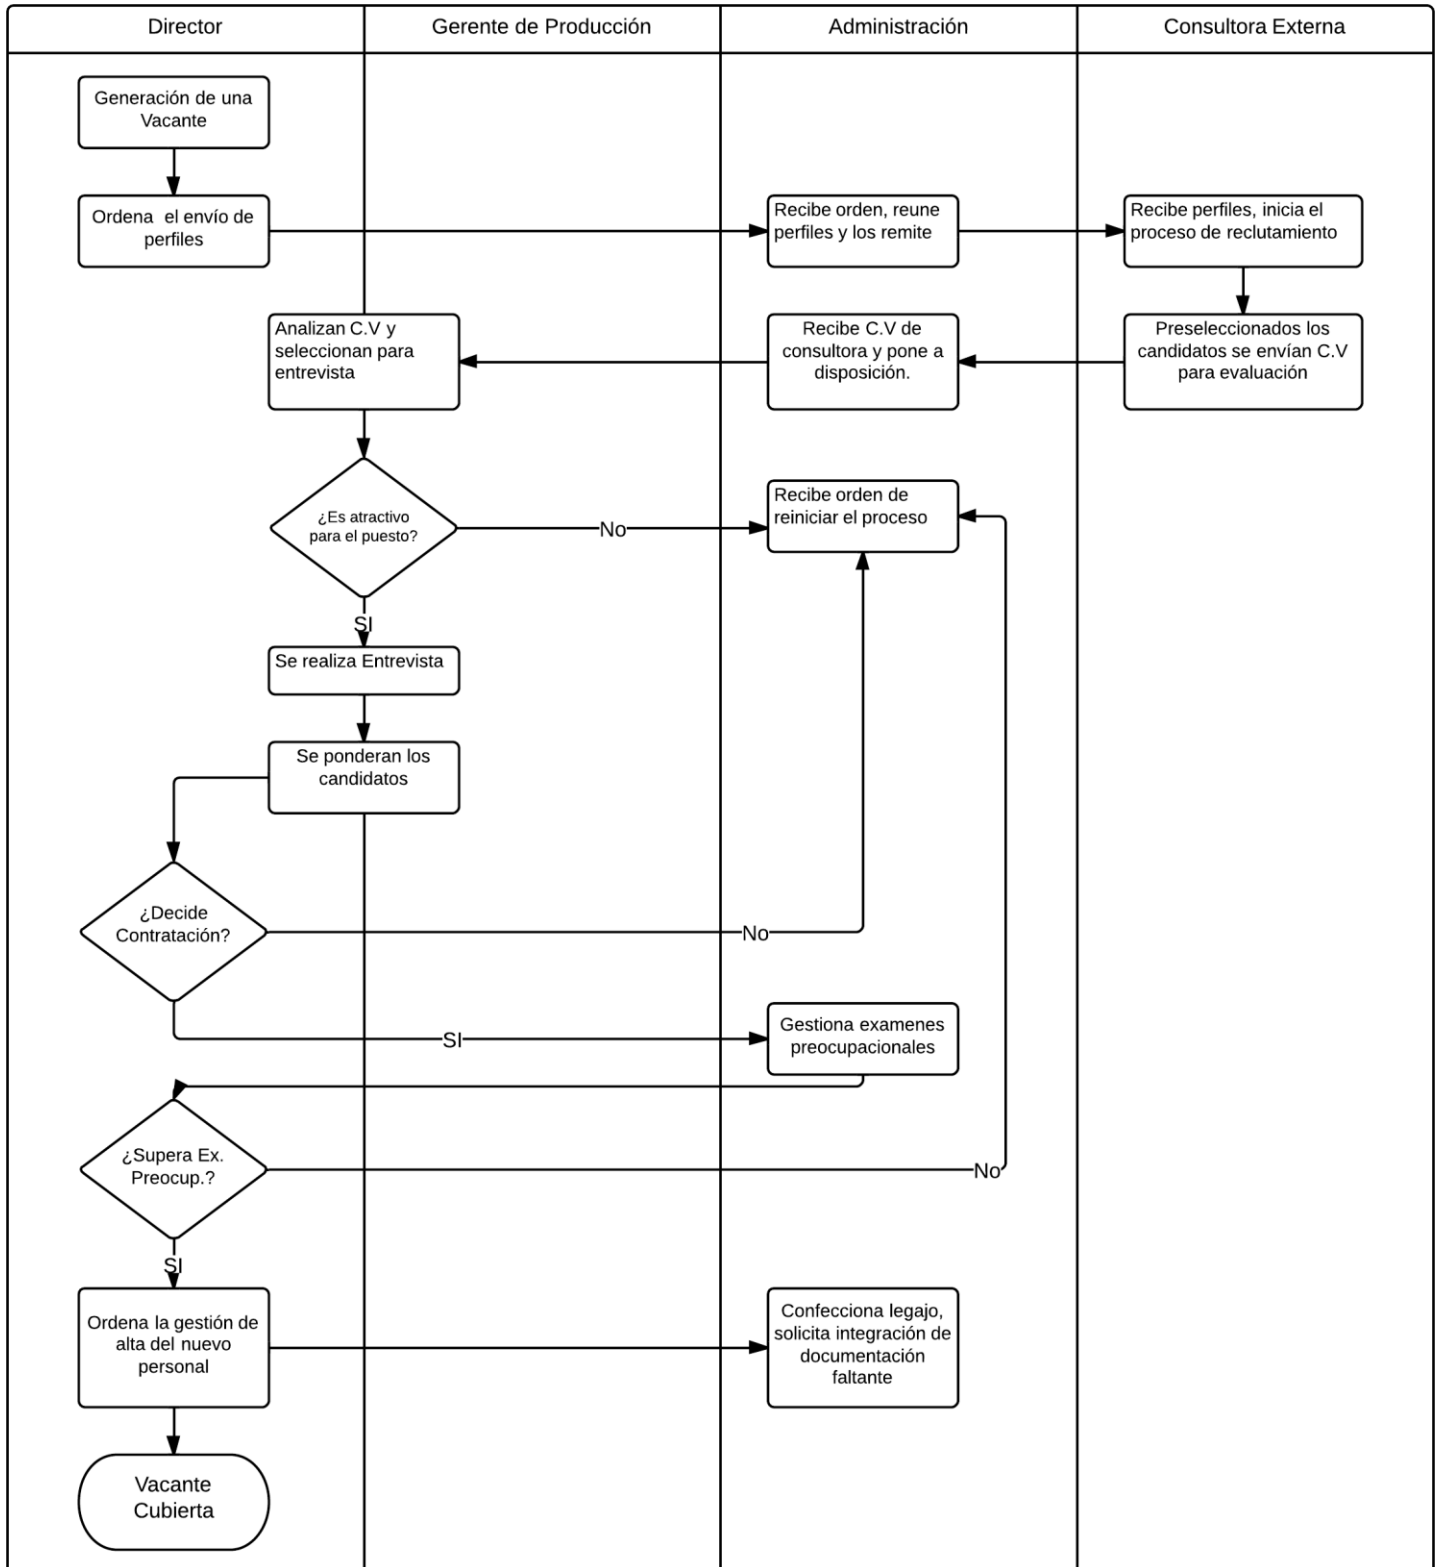 Director
Gerente de Producción
Administración
Consultora Externa
Generación de una
Vacante
Ordena el envío de
perfiles
Recibe orden, reune
perfiles y los remite
Recibe perfiles, inicia el
proceso de reclutamiento
Analizan C.V y
seleccionan para
entrevista
Recibe C.V de
consultora y pone a
disposición.
Preseleccionados los
candidatos se envían C.V
para evaluación
¿Es atractivo
para el puesto?
No
Recibe orden de
reiniciar el proceso
SI
Se realiza Entrevista
Se ponderan los
candidatos
¿Decide
Contratación?
No
SI
Gestiona examenes
preocupacionales
¿Supera Ex.
Preocup.?
No
SI
Ordena la gestión de
alta del nuevo
personal
Confecciona legajo,
solicita integración de
documentación
faltante
Vacante
Cubierta